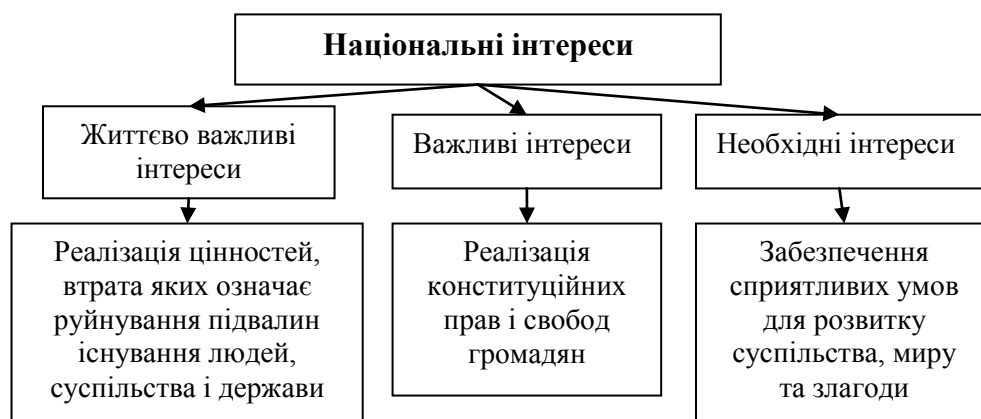 Національні інтереси
Життєво важливі
інтереси
Важливі інтереси
Необхідні інтереси
Реалізація цінностей,
втрата яких означає
руйнування підвалин
існування людей,
суспільства і держави
Реалізація
конституційних
прав і свобод
громадян
Забезпечення
сприятливих умов
для розвитку
суспільства, миру
та злагоди